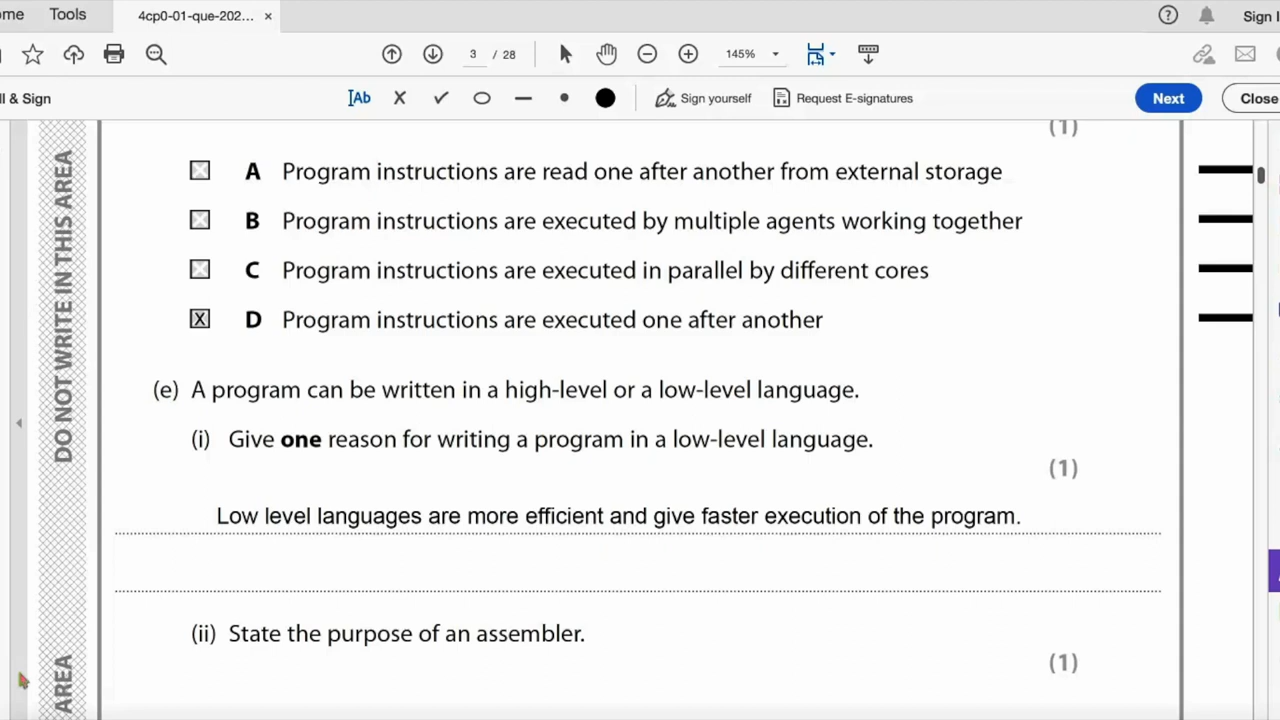 ome Tools 4cp0-01-que-202... × Sign I
3 / 28 145%
ll & Sign Ab Sign yourself Request E-signatures Next Close
(1)
A Program instructions are read one after another from external storage
B Program instructions are executed by multiple agents working together
C Program instructions are executed in parallel by different cores
X D Program instructions are executed one after another
(e) A program can be written in a high-level or a low-level language.
(i) Give one reason for writing a program in a low-level language.
(1)
Low level languages are more efficient and give faster execution of the program.
(ii) State the purpose of an assembler.
(1)
DO NOT WRITE IN THIS AREA
AREA